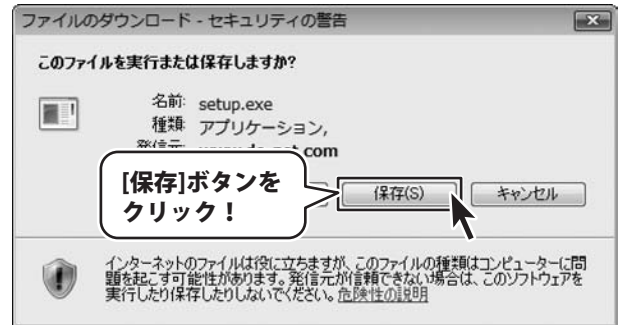 ファイルのダウンロード - セキュリティの警告
このファイルを実行または保存しますか?
名前: setup.exe
種類: アプリケーション,
発信元:
[保存]ボタンを
クリック！
保存(S)
キャンセル
インターネットのファイルは役に立ちますが、このファイルの種類はコンピューターに問
題を起こす可能性があります。発信元が信頼できない場合は、このソフトウェアを
実行したり保存したりしないでください。危険性の説明